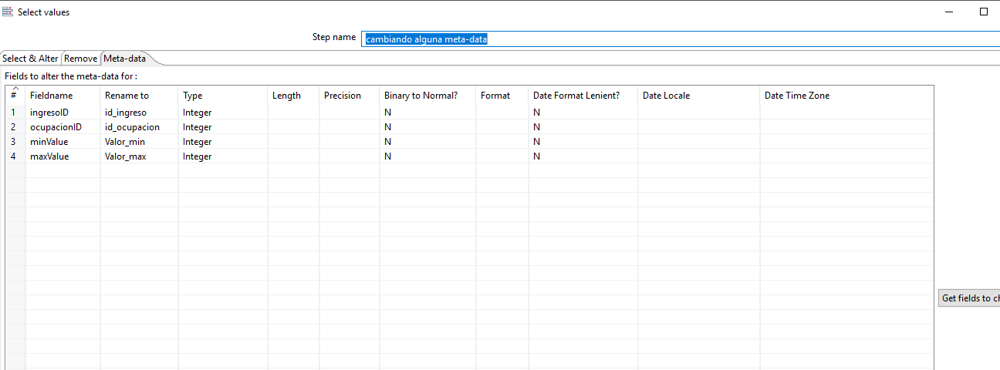 Select values
Step name cambiando alguna meta-data
Select & Alter Remove Meta-data
Fields to alter the meta-data for :
# Fieldname Rename to Type Length Precision Binary to Normal? Format Date Format Lenient? Date Locale Date Time Zone
1 ingresoID id_ingreso Integer N N
2 ocupacionID id_ocupacion Integer N N
3 minValue Valor_min Integer N N
4 maxValue Valor_max Integer N N
Get fields to ch